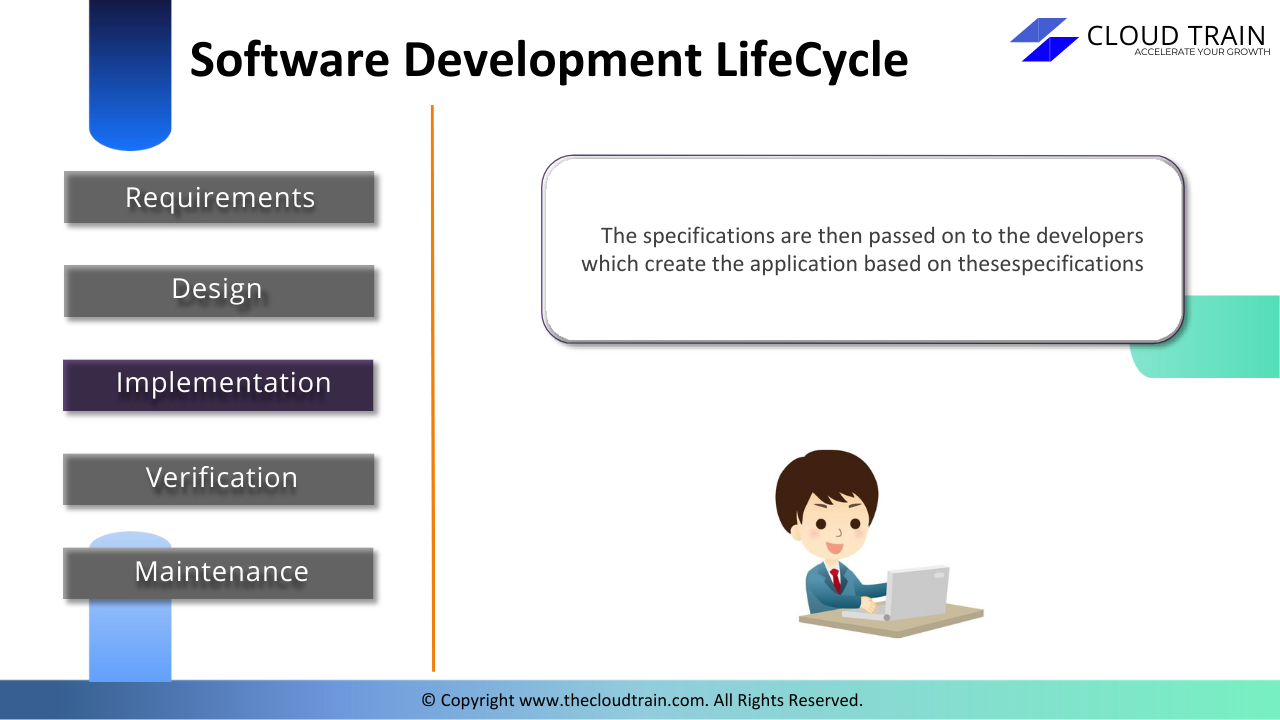 Software Development LifeCycle
CLOUD TRAIN
ACCELERATE YOUR GROWTH
Requirements
Design
Implementation
Verification
Maintenance
The specifications are then passed on to the developers
which create the application based on thesespecifications
© Copyright www.thecloudtrain.com. All Rights Reserved.